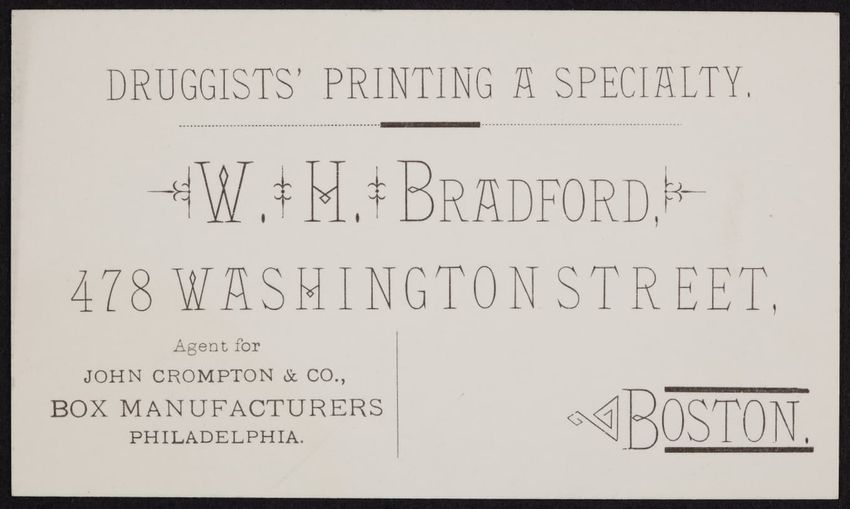 DRUGGISTS' PRINTING A SPECIALTY.
W. H. BRADFORD,
478 WASHINGTON STREET,
Agent for
JOHN CROMPTON & CO.,
BOX MANUFACTURERS
PHILADELPHIA.
BOSTON.